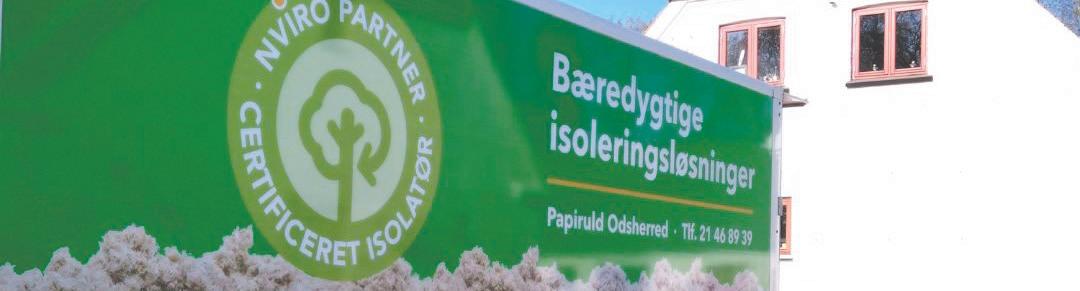 NVIRO PARTNER
· CERTIFICERET ISOLATØR ·
Bæredygtige
isoleringsløsninger
Papiruld Odsherred · Tlf. 21 46 89 39